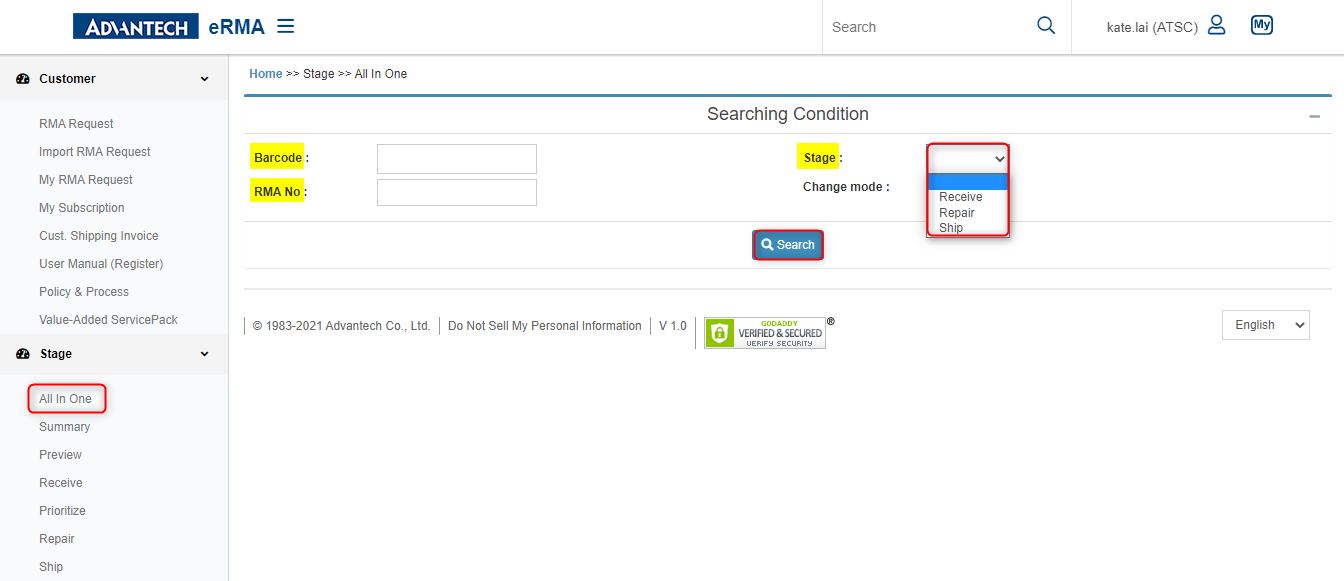 ADVANTECH eRMA
Search
kate.lai (ATSC)
My
Customer
RMA Request
Import RMA Request
My RMA Request
My Subscription
Cust. Shipping Invoice
User Manual (Register)
Policy & Process
Value-Added ServicePack
Stage
All In One
Summary
Preview
Receive
Prioritize
Repair
Ship
Home >> Stage >> All In One
Searching Condition
Barcode :
Stage :
RMA No :
Change mode :
Receive
Repair
Ship
Search
© 1983-2021 Advantech Co., Ltd. Do Not Sell My Personal Information V 1.0
GODADDY
VERIFIED & SECURED
VERIFY SECURITY
®
English